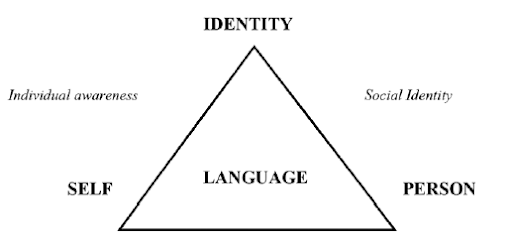 IDENTITY
Individual awareness
Social Identity
LANGUAGE
SELF
PERSON